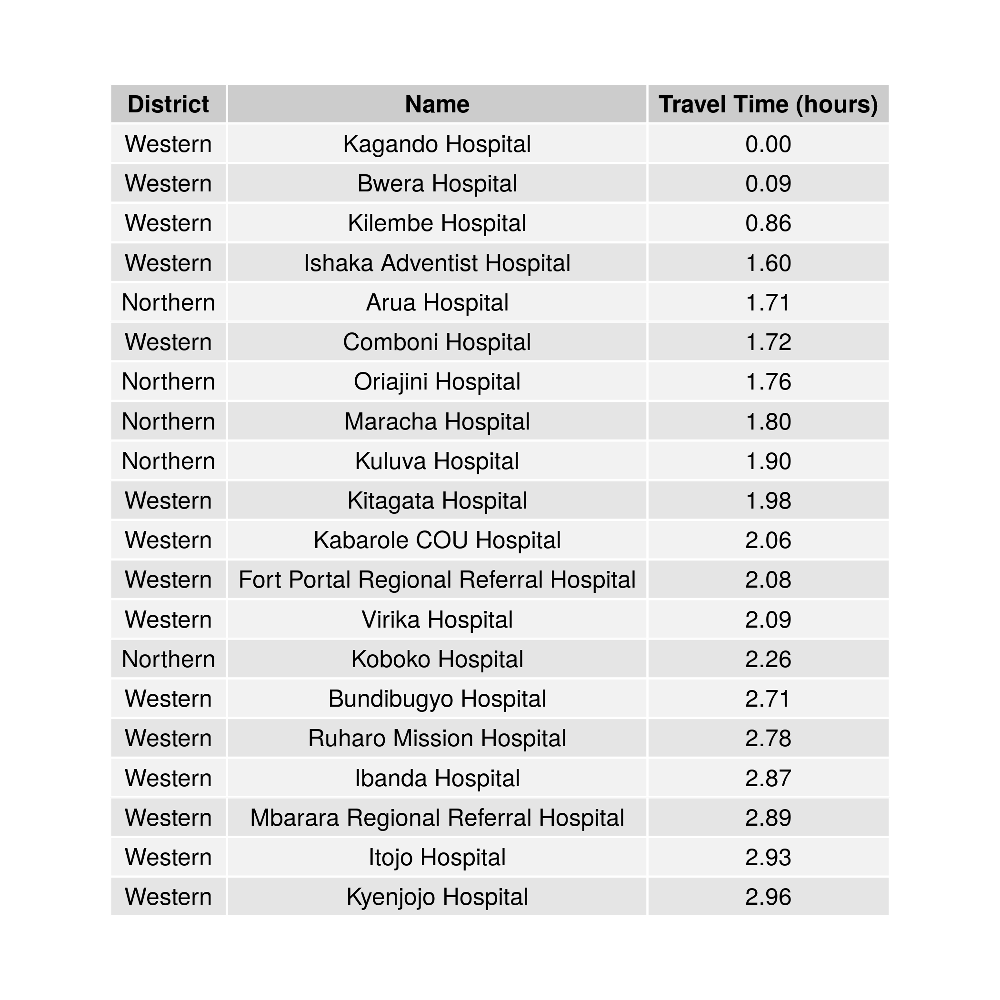 District Name Travel Time (hours)
Western Kagando Hospital 0.00
Western Bwera Hospital 0.09
Western Kilembe Hospital 0.86
Western Ishaka Adventist Hospital 1.60
Northern Arua Hospital 1.71
Western Comboni Hospital 1.72
Northern Oriajini Hospital 1.76
Northern Maracha Hospital 1.80
Northern Kuluva Hospital 1.90
Western Kitagata Hospital 1.98
Western Kabarole COU Hospital 2.06
Western Fort Portal Regional Referral Hospital 2.08
Western Virika Hospital 2.09
Northern Koboko Hospital 2.26
Western Bundibugyo Hospital 2.71
Western Ruharo Mission Hospital 2.78
Western Ibanda Hospital 2.87
Western Mbarara Regional Referral Hospital 2.89
Western Itojo Hospital 2.93
Western Kyenjojo Hospital 2.96